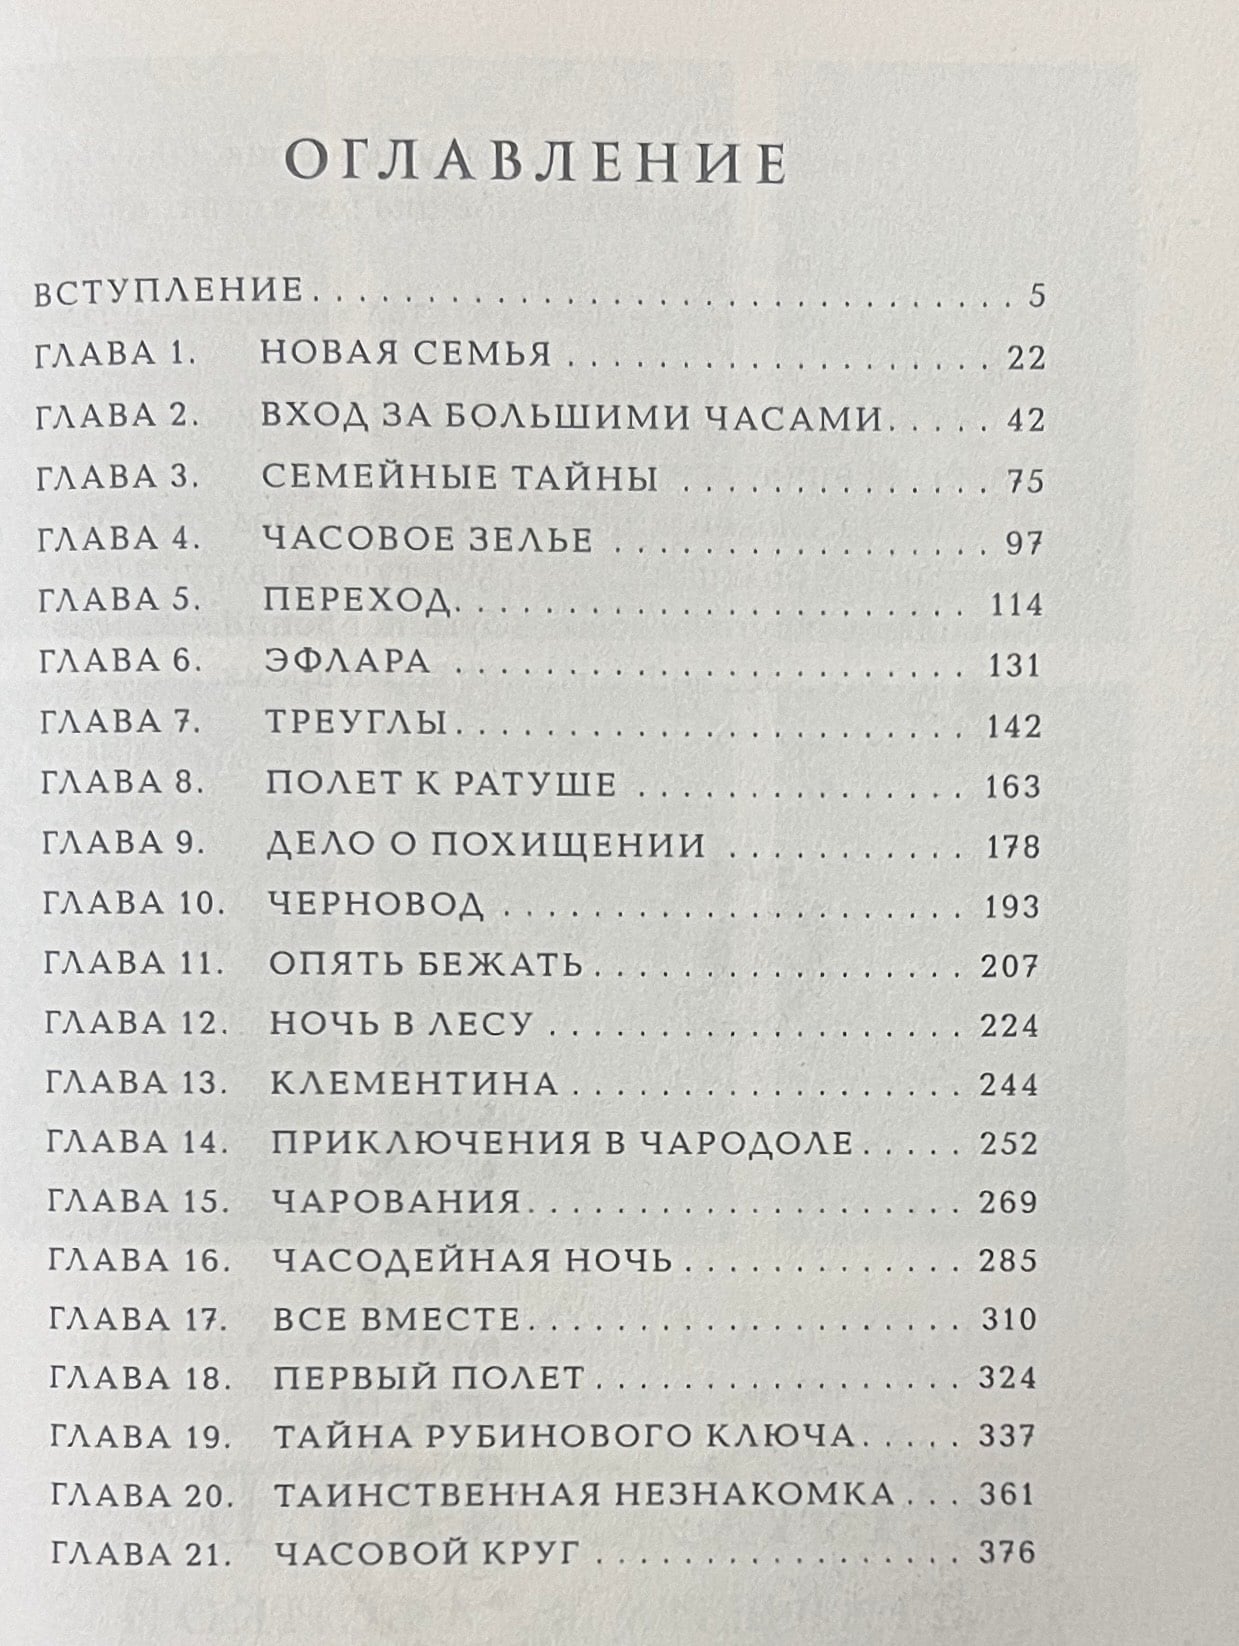 ОГЛАВЛЕНИЕ
ВСТУПЛЕНИЕ. . . . . . . . . . . . . . . . . . . . . . . . . . . . . . . . 5
ГЛАВА 1. НОВАЯ СЕМЬЯ . . . . . . . . . . . . . . . . . . . 22
ГЛАВА 2. ВХОД ЗА БОЛЬШИМИ ЧАСАМИ. . . . . 42
ГЛАВА 3. СЕМЕЙНЫЕ ТАЙНЫ . . . . . . . . . . . . . . 75
ГЛАВА 4. ЧАСОВОЕ ЗЕЛЬЕ . . . . . . . . . . . . . . . . . 97
ГЛАВА 5. ПЕРЕХОД. . . . . . . . . . . . . . . . . . . . . . . 114
ГЛАВА 6. ЭФЛАРА . . . . . . . . . . . . . . . . . . . . . . . 131
ГЛАВА 7. ТРЕУГЛЫ. . . . . . . . . . . . . . . . . . . . . . . 142
ГЛАВА 8. ПОЛЕТ К РАТУШЕ . . . . . . . . . . . . . . . 163
ГЛАВА 9. ДЕЛО О ПОХИЩЕНИИ . . . . . . . . . . . 178
ГЛАВА 10. ЧЕРНОВОД . . . . . . . . . . . . . . . . . . . . . 193
ГЛАВА 11. ОПЯТЬ БЕЖАТЬ. . . . . . . . . . . . . . . . . 207
ГЛАВА 12. НОЧЬ В ЛЕСУ . . . . . . . . . . . . . . . . . . . 224
ГЛАВА 13. КЛЕМЕНТИНА . . . . . . . . . . . . . . . . . . 244
ГЛАВА 14. ПРИКЛЮЧЕНИЯ В ЧАРОДОЛЕ. . . . . 252
ГЛАВА 15. ЧАРОВАНИЯ. . . . . . . . . . . . . . . . . . . . 269
ГЛАВА 16. ЧАСОДЕЙНАЯ НОЧЬ . . . . . . . . . . . . . 285
ГЛАВА 17. ВСЕ ВМЕСТЕ. . . . . . . . . . . . . . . . . . . . 310
ГЛАВА 18. ПЕРВЫЙ ПОЛЕТ . . . . . . . . . . . . . . . . . 324
ГЛАВА 19. ТАЙНА РУБИНОВОГО КЛЮЧА. . . . . 337
ГЛАВА 20. ТАИНСТВЕННАЯ НЕЗНАКОМКА . . . 361
ГЛАВА 21. ЧАСОВОЙ КРУГ . . . . . . . . . . . . . . . . . 376